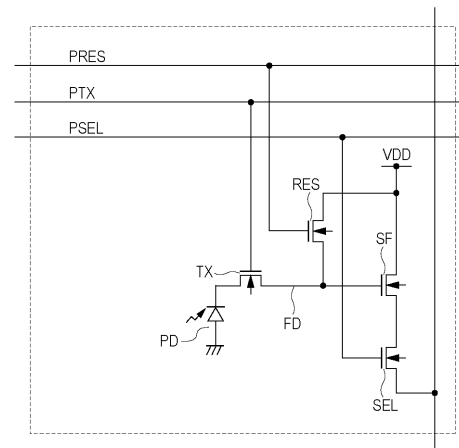 PRES
PTX
PSEL
VDD
RES
SF
TX
FD
PD
SEL